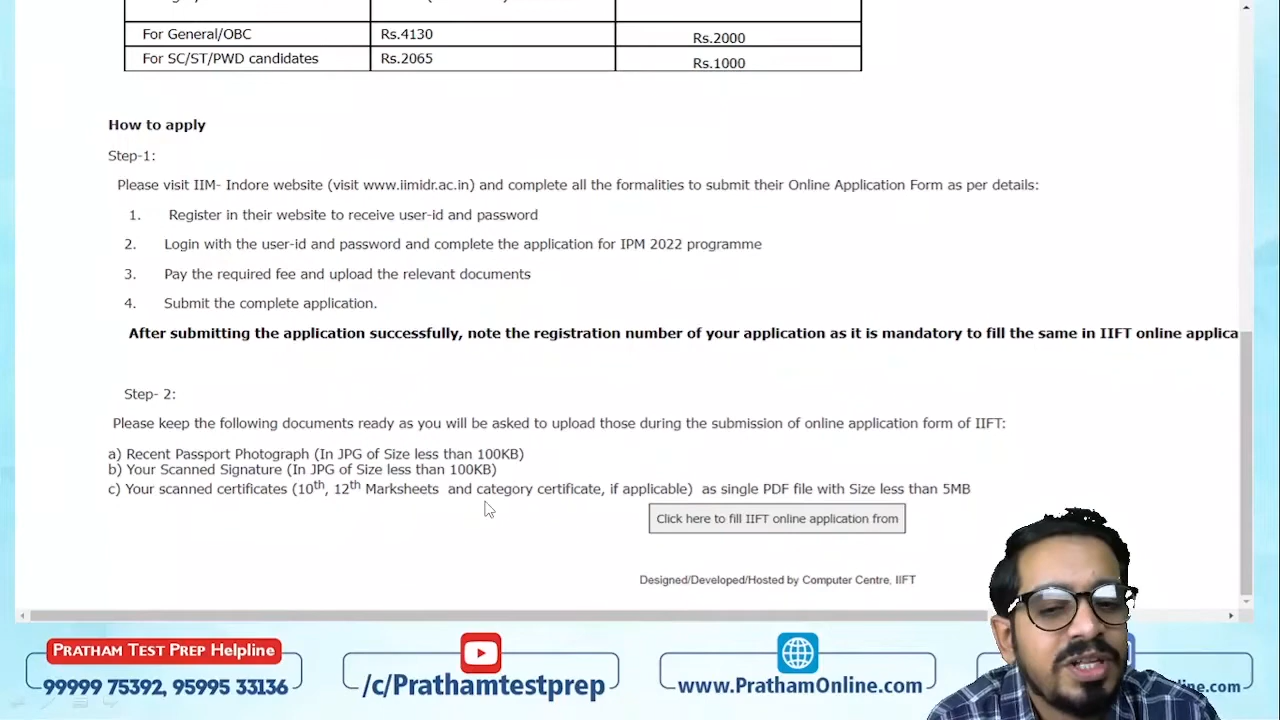 For General/OBC Rs.4130 Rs.2000
For SC/ST/PWD candidates Rs.2065 Rs.1000
How to apply
Step-1:
Please visit IIM- Indore website (visit www.iimidr.ac.in) and complete all the formalities to submit their Online Application Form as per details:
1. Register in their website to receive user-id and password
2. Login with the user-id and password and complete the application for IPM 2022 programme
3. Pay the required fee and upload the relevant documents
4. Submit the complete application.
After submitting the application successfully, note the registration number of your application as it is mandatory to fill the same in IIFT online applica
Step- 2:
Please keep the following documents ready as you will be asked to upload those during the submission of online application form of IIFT:
a) Recent Passport Photograph (In JPG of Size less than 100KB)
b) Your Scanned Signature (In JPG of Size less than 100KB)
c) Your scanned certificates (10th, 12th Marksheets and category certificate, if applicable) as single PDF file with Size less than 5MB
Click here to fill IIFT online application from
Designed/Developed/Hosted by Computer Centre, IIFT
PRATHAM TEST PREP Helpline
99999 75392, 95995 33136
/c/Prathamtestprep
www.PrathamOnline.com
ne.com